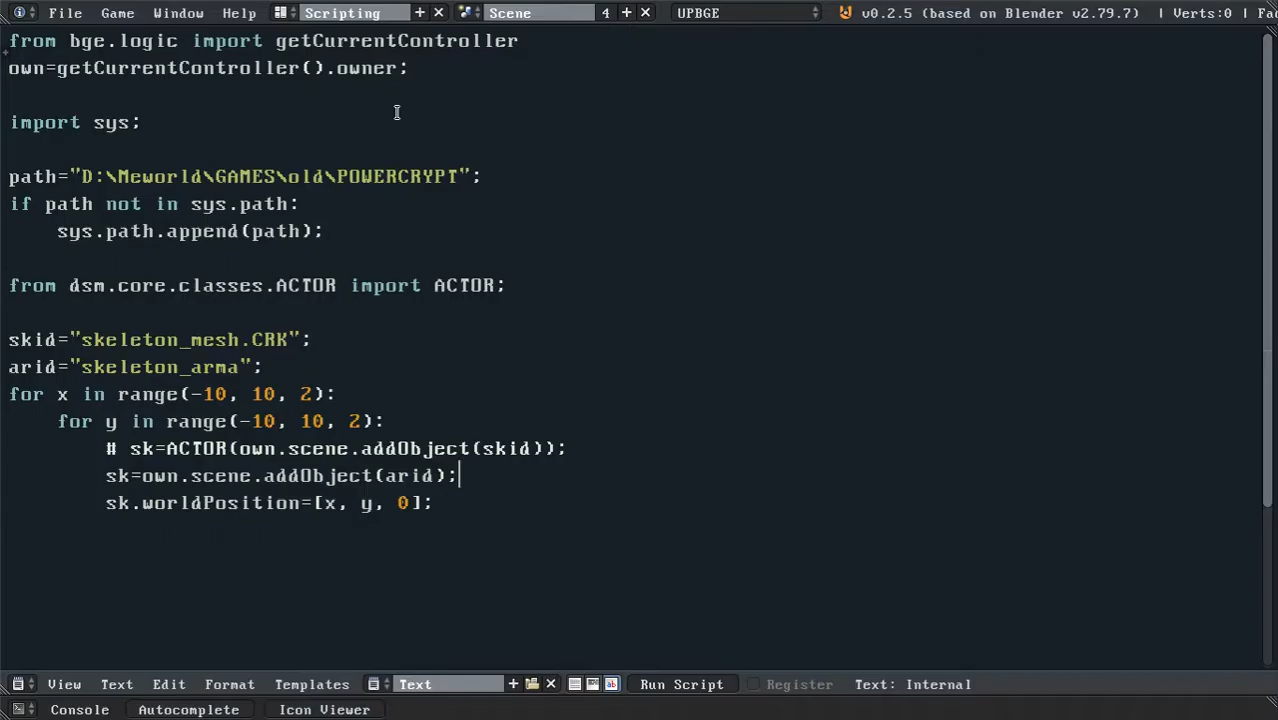 File Game Window Help Scripting Scene 4 UPBGE v0.2.5 (based on Blender v2.79.7) | Verts:0 | Fa
from bge.logic import getCurrentController
own=getCurrentController().owner;
import sys;
path="D:\Meworld\GAMES\old\POWERCRYPT";
if path not in sys.path:
    sys.path.append(path);
from dsm.core.classes.ACTOR import ACTOR;
skid="skeleton_mesh.CRK";
arid="skeleton_arma";
for x in range(-10, 10, 2):
    for y in range(-10, 10, 2):
        # sk=ACTOR(own.scene.addObject(skid));
        sk=own.scene.addObject(arid);
        sk.worldPosition=[x, y, 0];
View Text Edit Format Templates Text Run Script Register Text: Internal
Console Autocomplete Icon Viewer